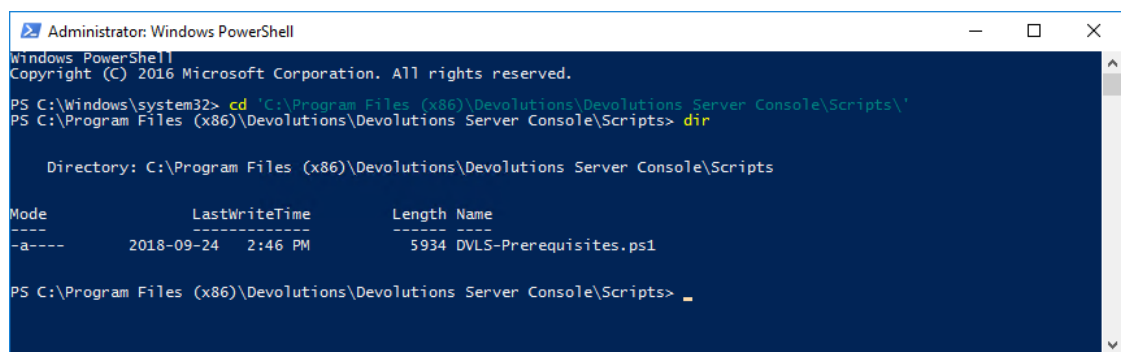 Administrator: Windows PowerShell
Windows PowerShell
Copyright (C) 2016 Microsoft Corporation. All rights reserved.
PS C:\Windows\system32> cd 'C:\Program Files (x86)\Devolutions\Devolutions Server Console\Scripts\'
PS C:\Program Files (x86)\Devolutions\Devolutions Server Console\Scripts> dir
Directory: C:\Program Files (x86)\Devolutions\Devolutions Server Console\Scripts
Mode LastWriteTime Length Name
---- ------------- ------ ----
-a---- 2018-09-24 2:46 PM 5934 DVLS-Prerequisites.ps1
PS C:\Program Files (x86)\Devolutions\Devolutions Server Console\Scripts> _